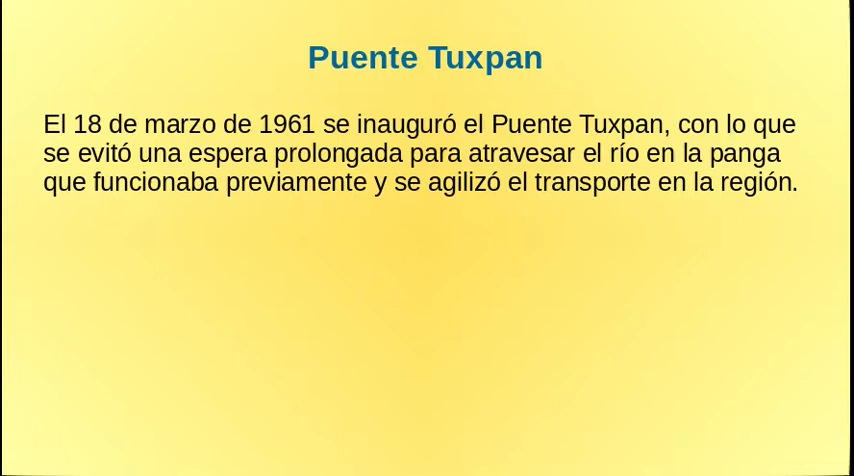 Puente Tuxpan
El 18 de marzo de 1961 se inauguró el Puente Tuxpan, con lo que
se evitó una espera prolongada para atravesar el río en la panga
que funcionaba previamente y se agilizó el transporte en la región.